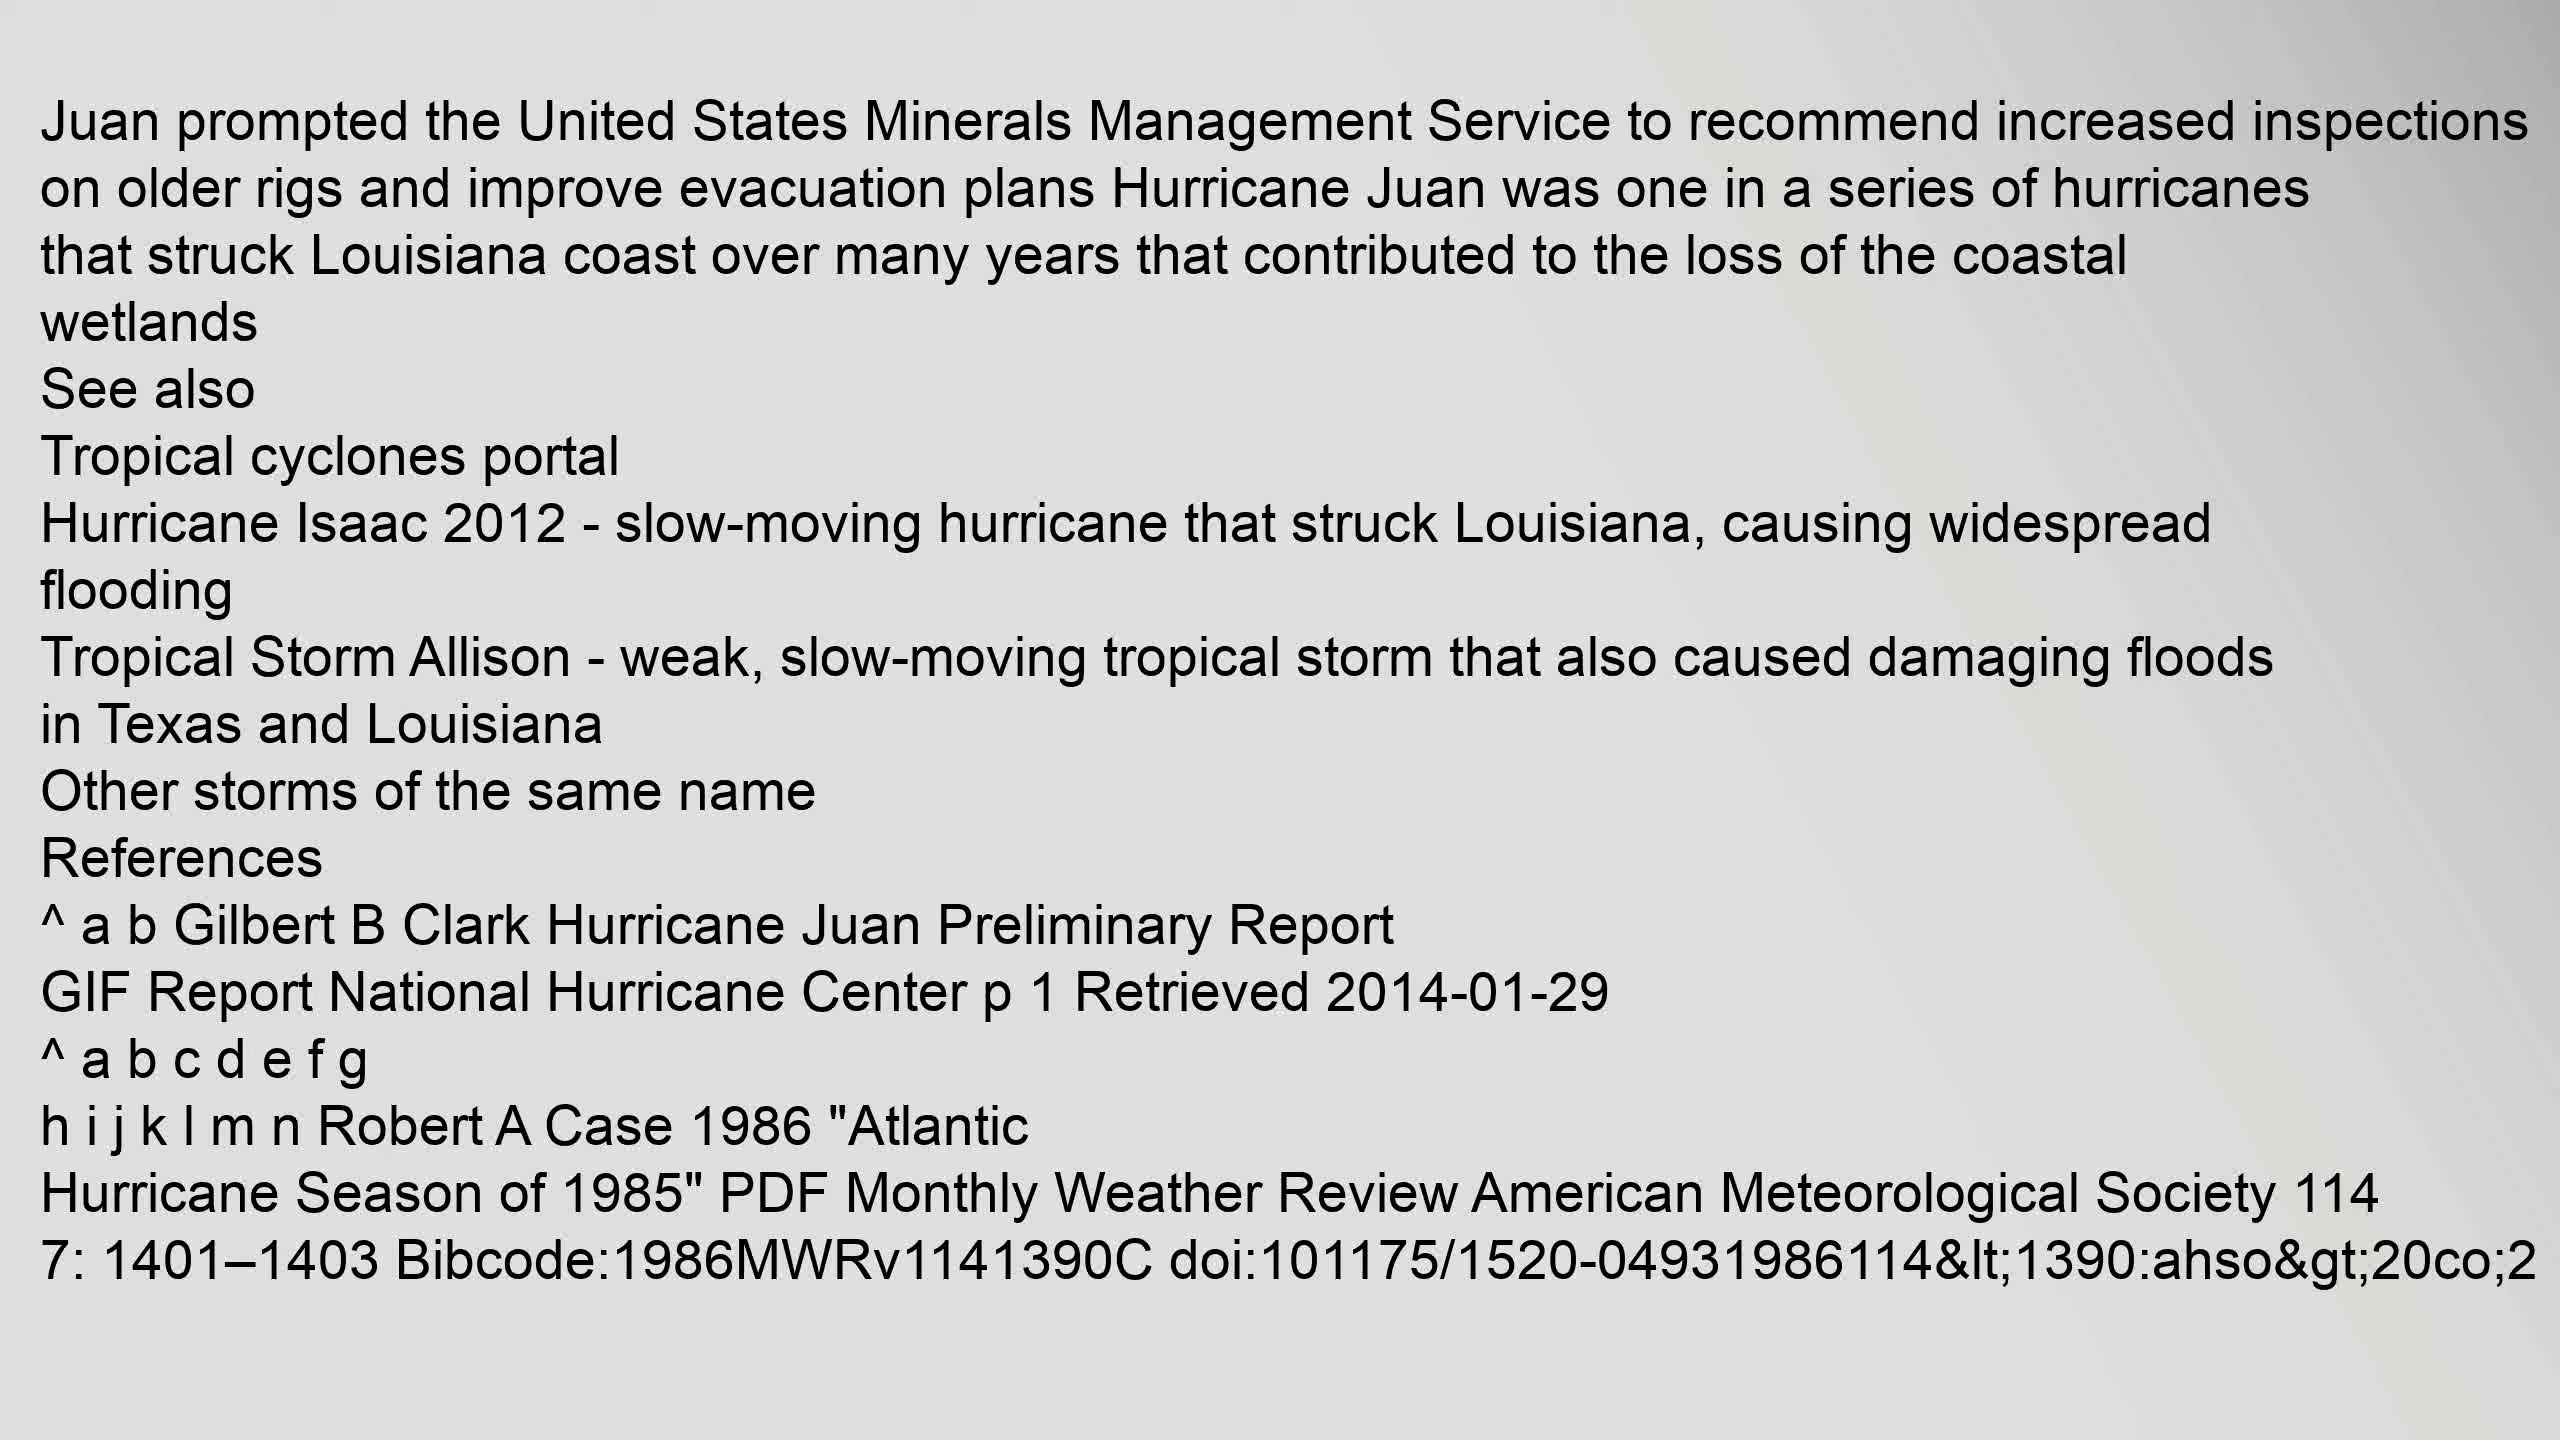 Juan prompted the United States Minerals Management Service to recommend increased inspections
on older rigs and improve evacuation plans Hurricane Juan was one in a series of hurricanes
that struck Louisiana coast over many years that contributed to the loss of the coastal
wetlands
See also
Tropical cyclones portal
Hurricane Isaac 2012 - slow-moving hurricane that struck Louisiana, causing widespread
flooding
Tropical Storm Allison - weak, slow-moving tropical storm that also caused damaging floods
in Texas and Louisiana
Other storms of the same name
References
^ a b Gilbert B Clark Hurricane Juan Preliminary Report
GIF Report National Hurricane Center p 1 Retrieved 2014-01-29
^ a b c d e f g
h i j k l m n Robert A Case 1986 "Atlantic
Hurricane Season of 1985" PDF Monthly Weather Review American Meteorological Society 114
7: 1401–1403 Bibcode:1986MWRv1141390C doi:101175/1520-04931986114&lt;1390:ahso&gt;20co;2